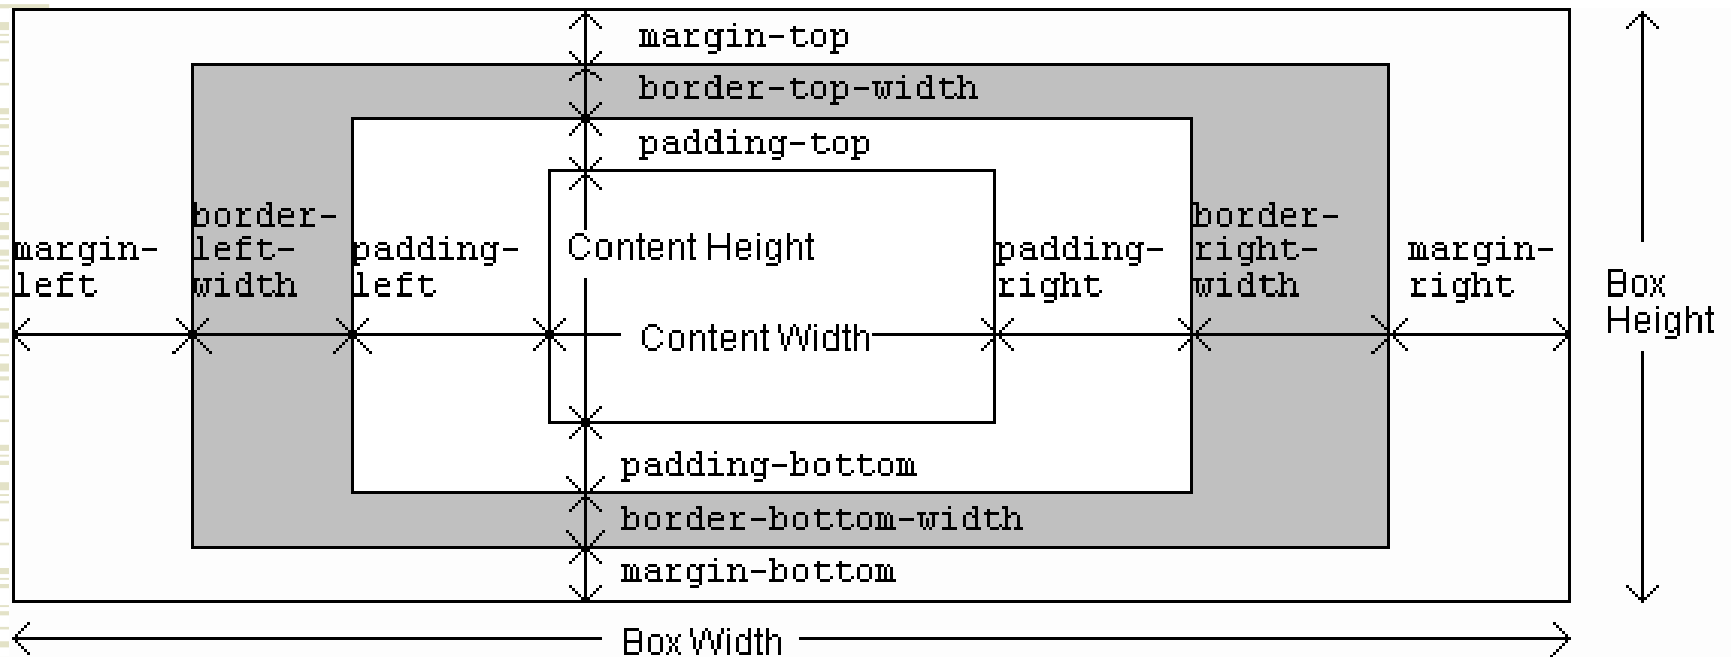 margin-top
border-top-width
padding-top
margin-
left
border-
left-
width
padding-
left
Content Height
Content Width
padding-
right
border-
right-
width
margin-
right
Box
Height
padding-bottom
border-bottom-width
margin-bottom
Box Width